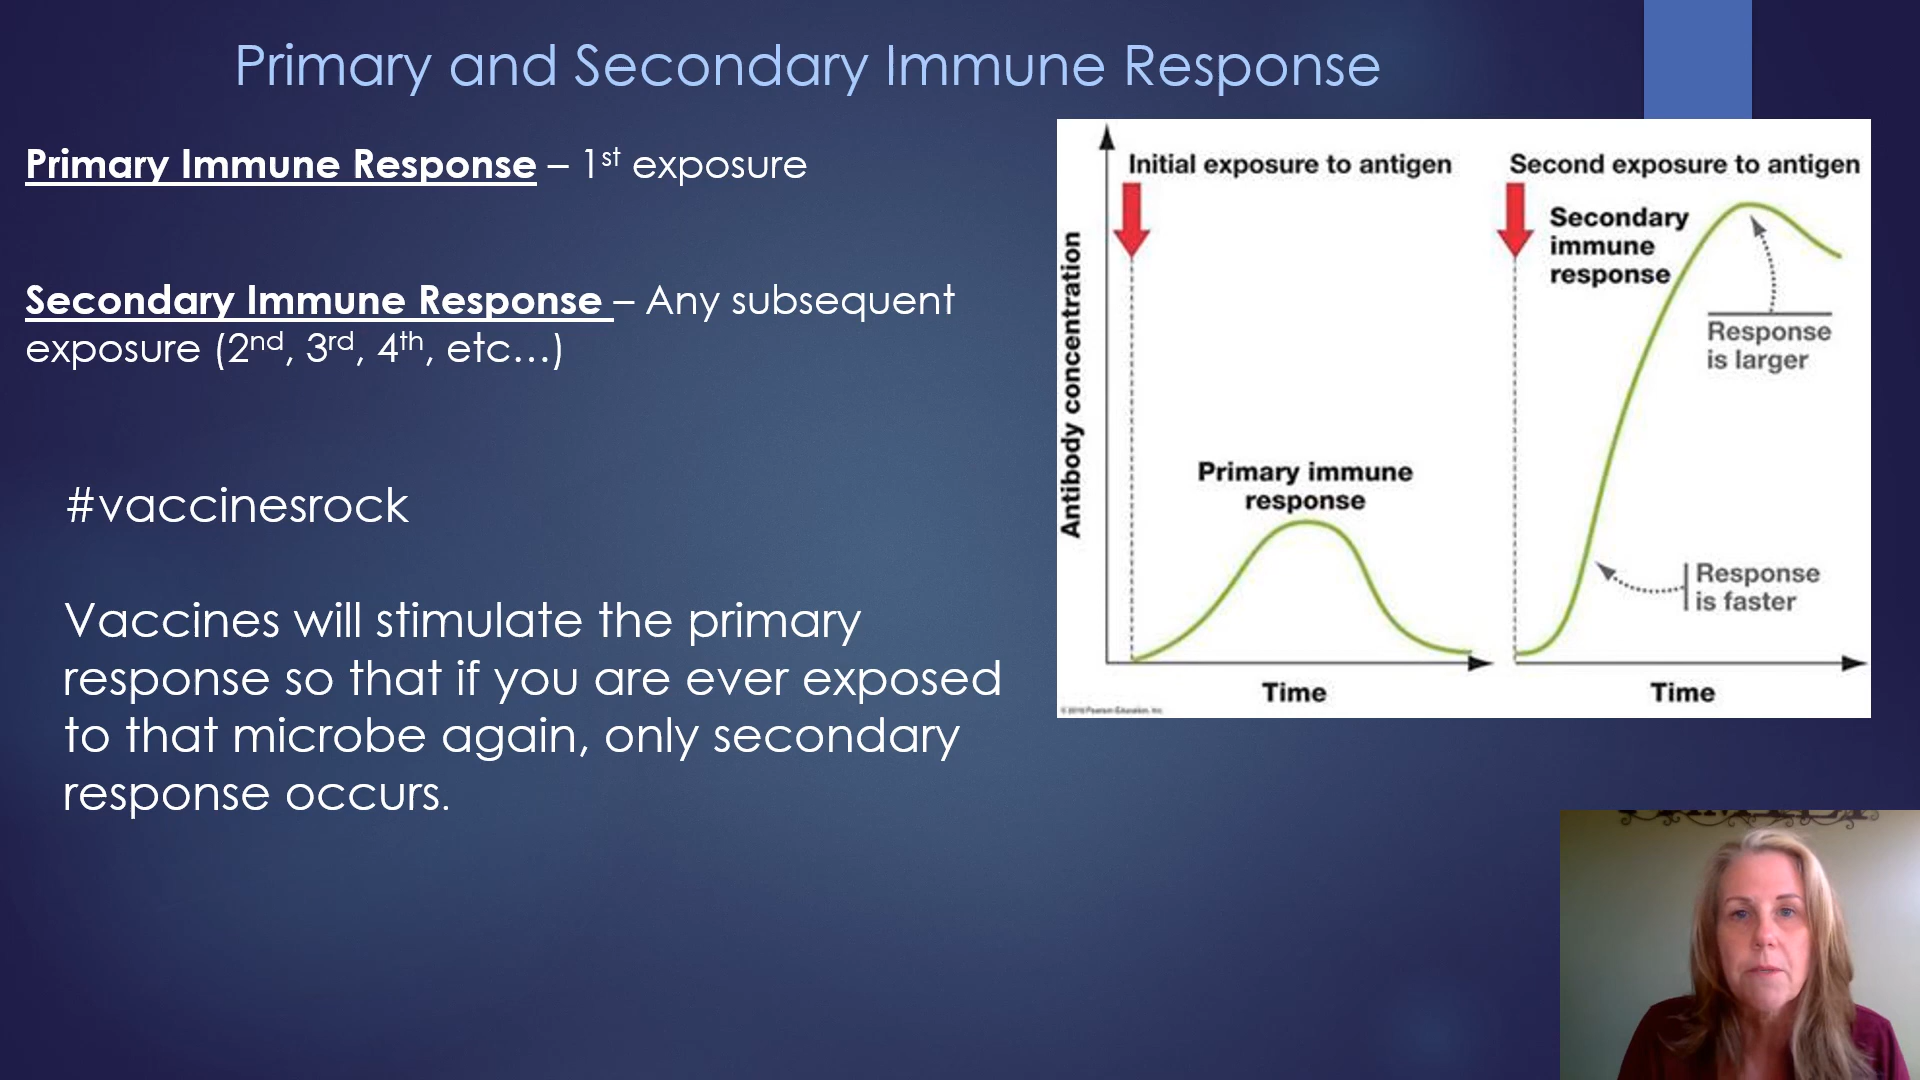 Primary and Secondary Immune Response
Primary Immune Response – 1st exposure
Secondary Immune Response – Any subsequent
exposure (2nd, 3rd, 4th, etc…)
#vaccinesrock
Vaccines will stimulate the primary
response so that if you are ever exposed
to that microbe again, only secondary
response occurs.
Antibody concentration
Initial exposure to antigen
Primary immune
response
Time
Second exposure to antigen
Secondary
immune
response
Response
is larger
Response
is faster
Time
Pearson Education, Inc.